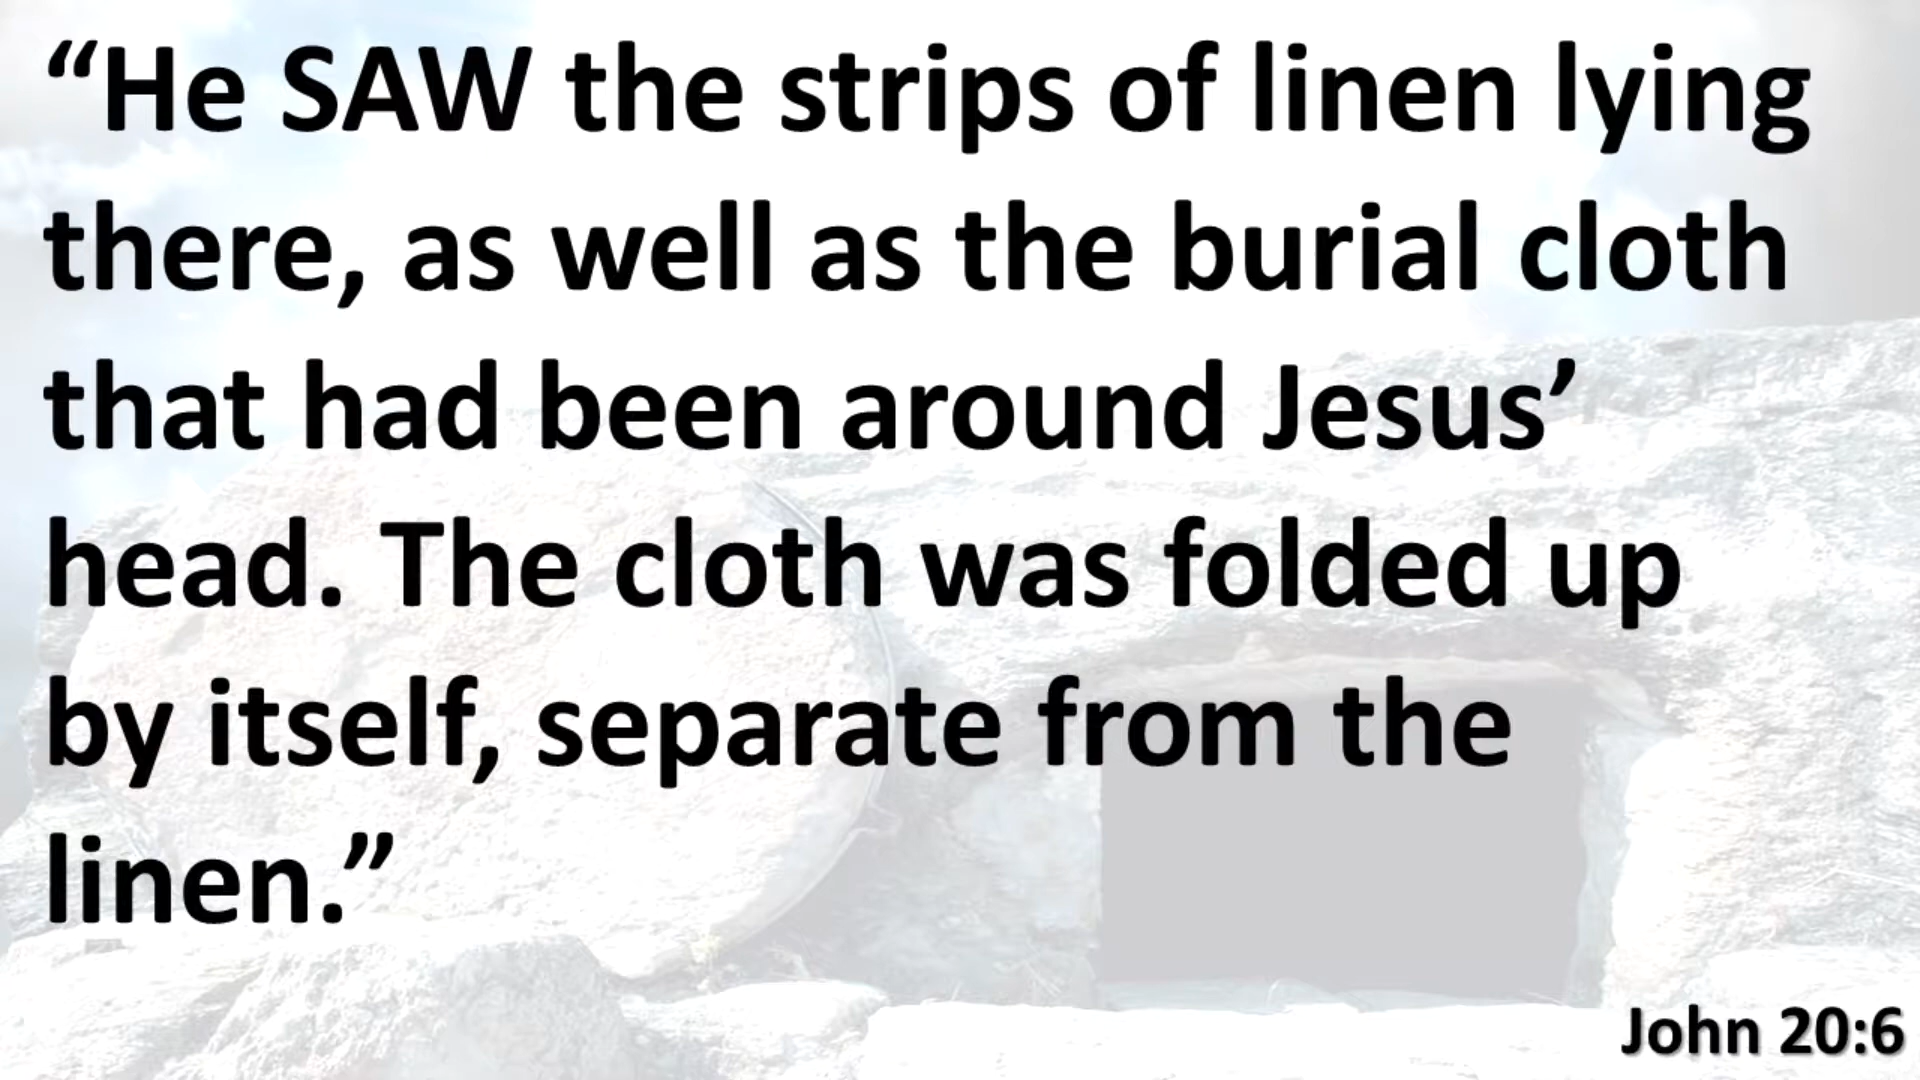 “He SAW the strips of linen lying
there, as well as the burial cloth
that had been around Jesus’
head. The cloth was folded up
by itself, separate from the
linen.”
John 20:6